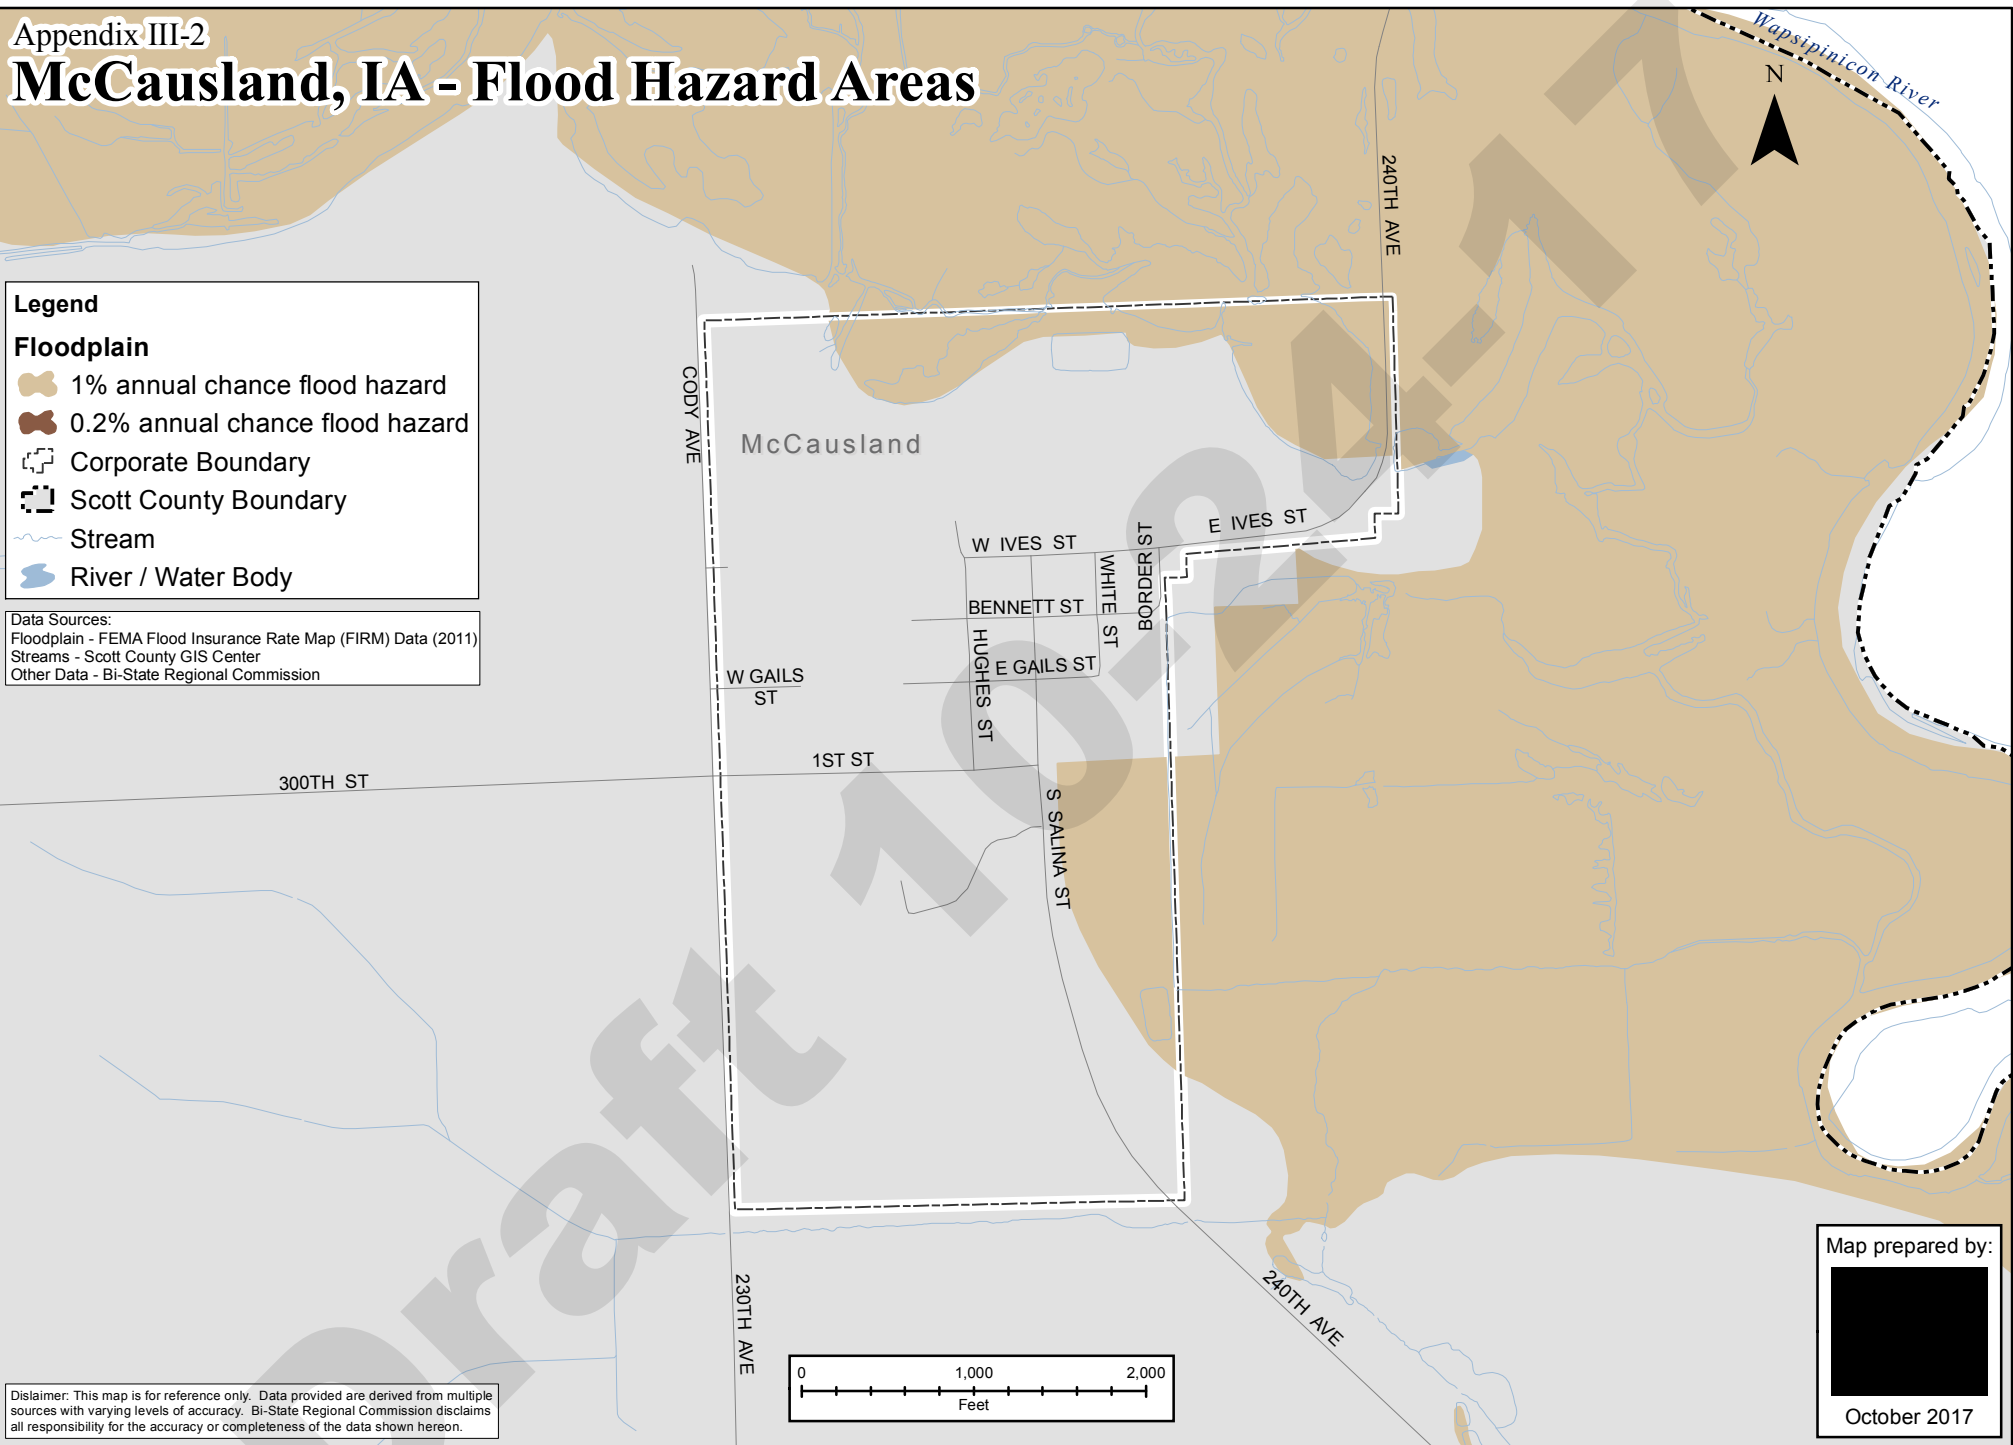 Appendix III-2
McCausland, IA - Flood Hazard Areas
Wapsipinicon River
N
240TH AVE
Legend
Floodplain
1% annual chance flood hazard
0.2% annual chance flood hazard
Corporate Boundary
Scott County Boundary
Stream
River / Water Body
Data Sources:
Floodplain - FEMA Flood Insurance Rate Map (FIRM) Data (2011)
Streams - Scott County GIS Center
Other Data - Bi-State Regional Commission
CODY AVE
McCausland
W IVES ST
E IVES ST
BORDER ST
WHITE ST
BENNETT ST
HUGHES ST
E GAILS ST
W GAILS
ST
1ST ST
300TH ST
S SALINA ST
230TH AVE
240TH AVE
Draft 10-24-17
0
1,000
2,000
Feet
Map prepared by:
October 2017
Dislaimer: This map is for reference only. Data provided are derived from multiple
sources with varying levels of accuracy. Bi-State Regional Commission disclaims
all responsibility for the accuracy or completeness of the data shown hereon.